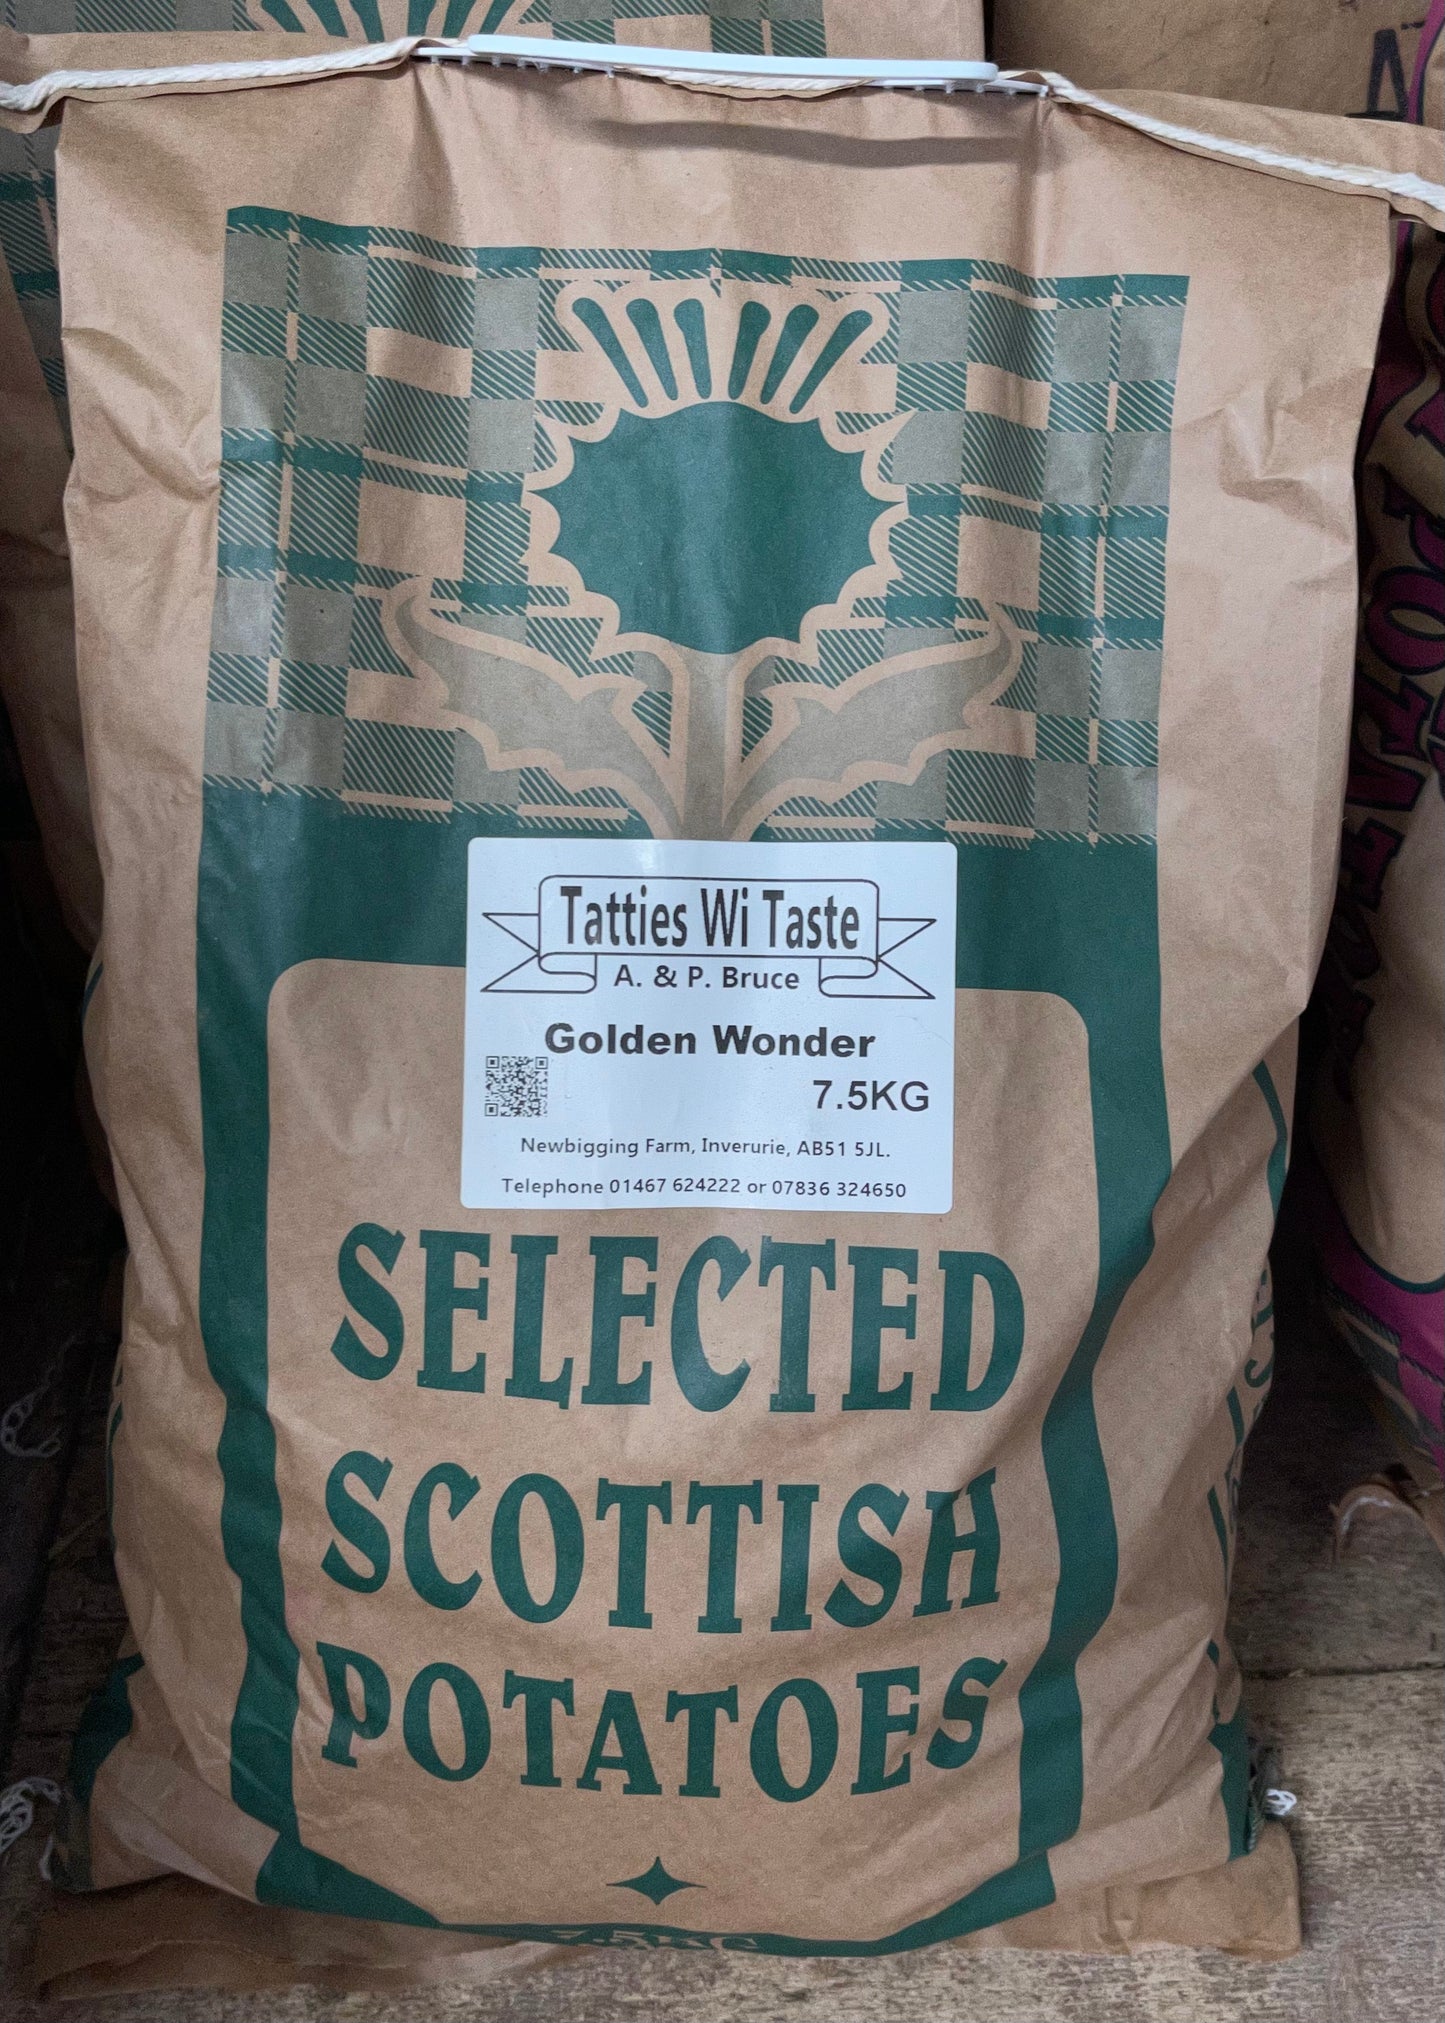 Tatties Wi Taste
A. & P. Bruce
Golden Wonder
7.5KG
Newbigging Farm, Inverurie, AB51 5JL.
Telephone 01467 624222 or 07836 324650
SELECTED
SCOTTISH
POTATOES